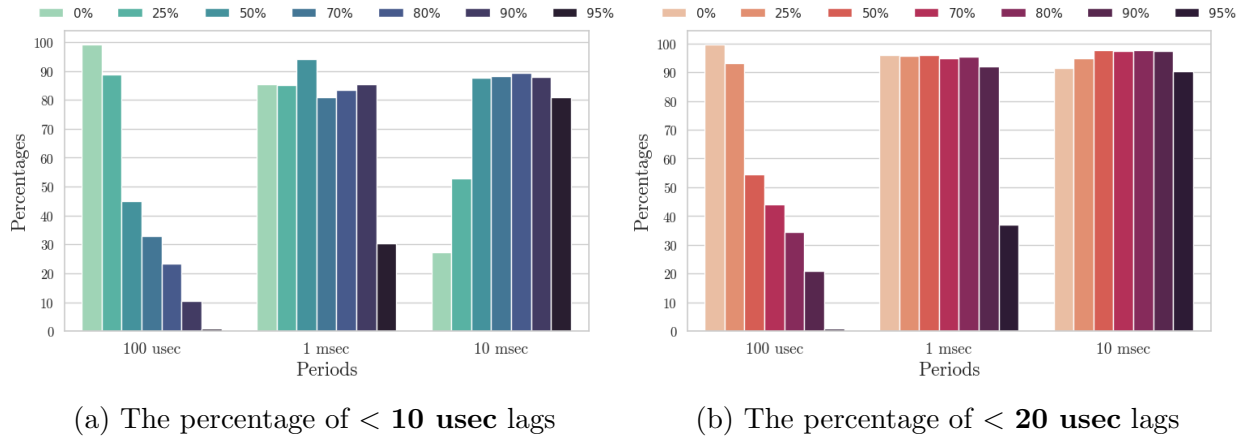 0% 25% 50% 70% 80% 90% 95%
100
90
80
70
60
50
40
30
20
10
0
Percentages
100 usec 1 msec 10 msec
Periods
(a) The percentage of < 10 usec lags
0% 25% 50% 70% 80% 90% 95%
100
90
80
70
60
50
40
30
20
10
0
Percentages
100 usec 1 msec 10 msec
Periods
(b) The percentage of < 20 usec lags